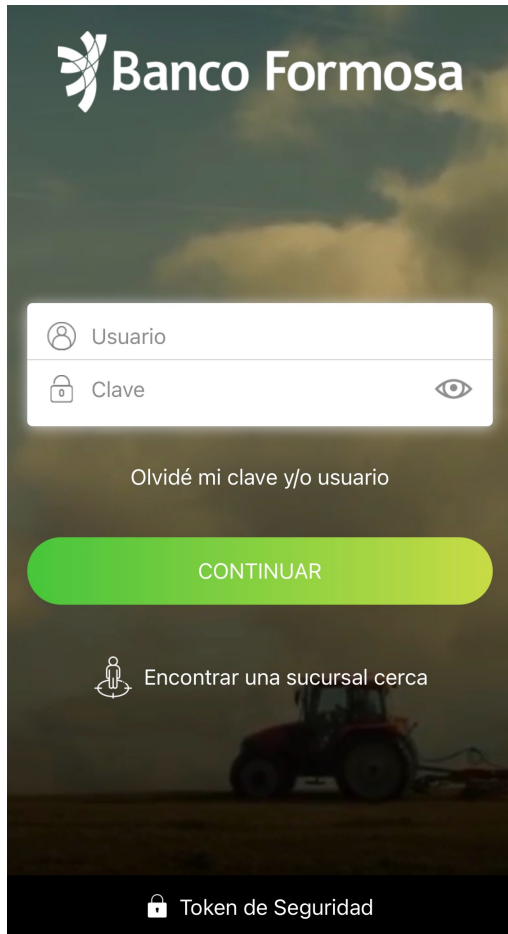 Banco Formosa
Usuario
Clave
Olvidé mi clave y/o usuario
CONTINUAR
Encontrar una sucursal cerca
Token de Seguridad